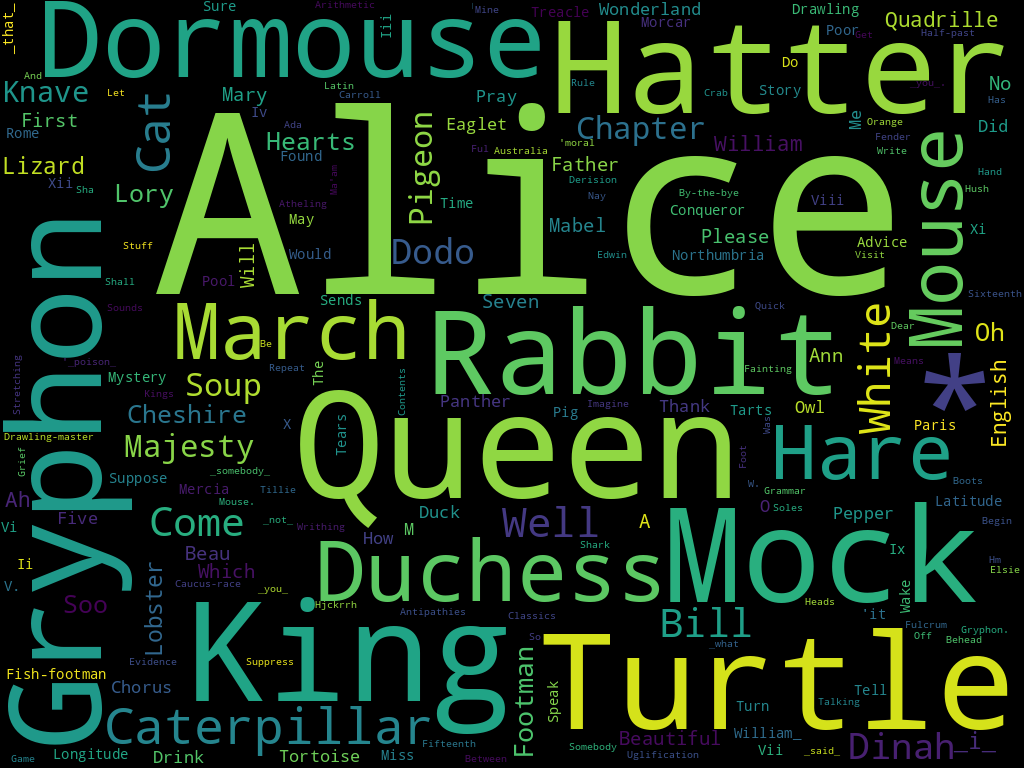 _that_
Dormouse
Sure
Arithmetic
Iii
'Mine
Treacle
Wonderland
Morcar
Drawling
Poor
Get
Quadrille
Half-past
Hatter
And
Knave
Let
Cat
Mary
Iv
Latin
Carroll
Pray
Rule
Do
Story
Crab
_you_.
No
Has
Rome
First
Hearts
Ada
Found
Ma'am
Pigeon
Eaglet
Ful
Australia
Chapter
'moral
William
Me
Orange
Fender
Write
Did
Lizard
Xii
Sha
Lory
Alice
Atheling
May
Time
Father
Derision
Nay
By-the-bye
Conqueror
Viii
Mouse
Hand
Hush
Xi
Stuff
Would
Will
Pool
Dodo
Mabel
Edwin
Please
Northumbria
Advice
Visit
Shall
Sounds
Sends
Seven
Quick
Sixteenth
Gryphon
March
Be
Rabbit
Ann
White
Dear
Means
Oh
*
_poison_
Stretching
Mystery
Kings
Soup
Repeat
The
Contents
Panther
Imagine
Fainting
Thank
Pig
Tarts
Owl
Was
English
Paris
Cheshire
X
Tears
Queen
Drawling-master
Grief
Majesty
Suppose
_somebody_
Foot
Hare
Ah
Mercia
Tillie
Mouse.
W.
Grammar
Boots
Latitude
Vi
Five
Come
_not_
Writhing
M
Duck
Well
A
Mock
O
Soles
Pepper
Begin
Ii
Beau
Which
How
Shark
Ix
Hm
Elsie
V.
Caucus-race
_you_
Duchess
Wake
Soo
Lobster
Hjckrrh
Antipathies
Classics
Heads
'it
Fulcrum
Off
Gryphon.
Behead
King
So
Bill
_what
Turtle
Fish-footman
Evidence
Suppress
Footman
Speak
Chorus
Talking
Tell
Turn
Caterpillar
Fifteenth
Somebody
Beautiful
William_
Game
Longitude
Drink
Tortoise
Miss
Between
Uglification
Vii
_said_
Dinah
_i_